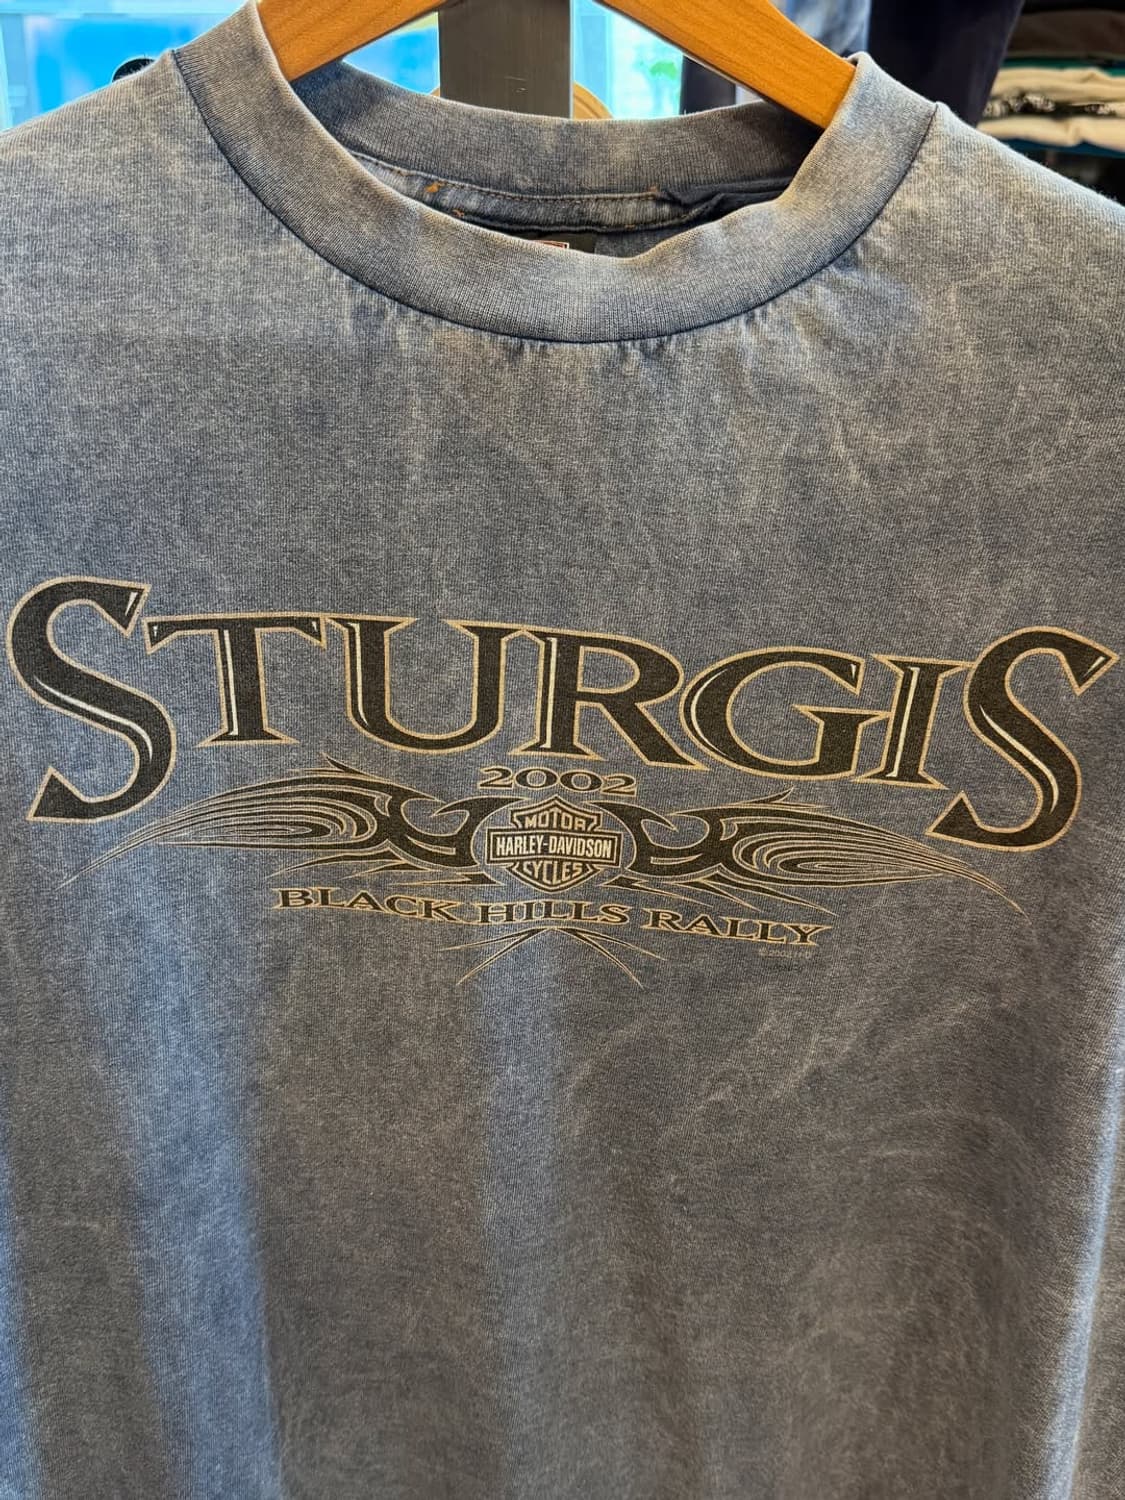 STURGIS
2002
MOTOR
HARLEY-DAVIDSON
CYCLES
BLACK HILLS RALLY